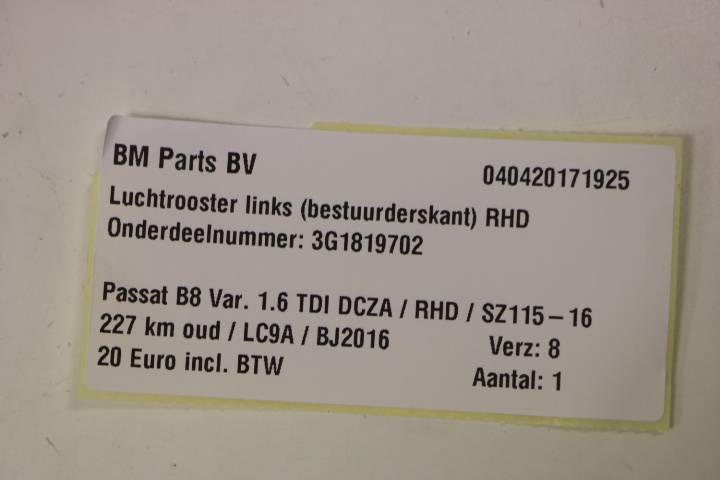 BM Parts BV 040420171925
Luchtrooster links (bestuurderskant) RHD
Onderdeelnummer: 3G1819702
Passat B8 Var. 1.6 TDI DCZA / RHD / SZ115-16
227 km oud / LC9A / BJ2016 Verz: 8
20 Euro incl. BTW Aantal: 1